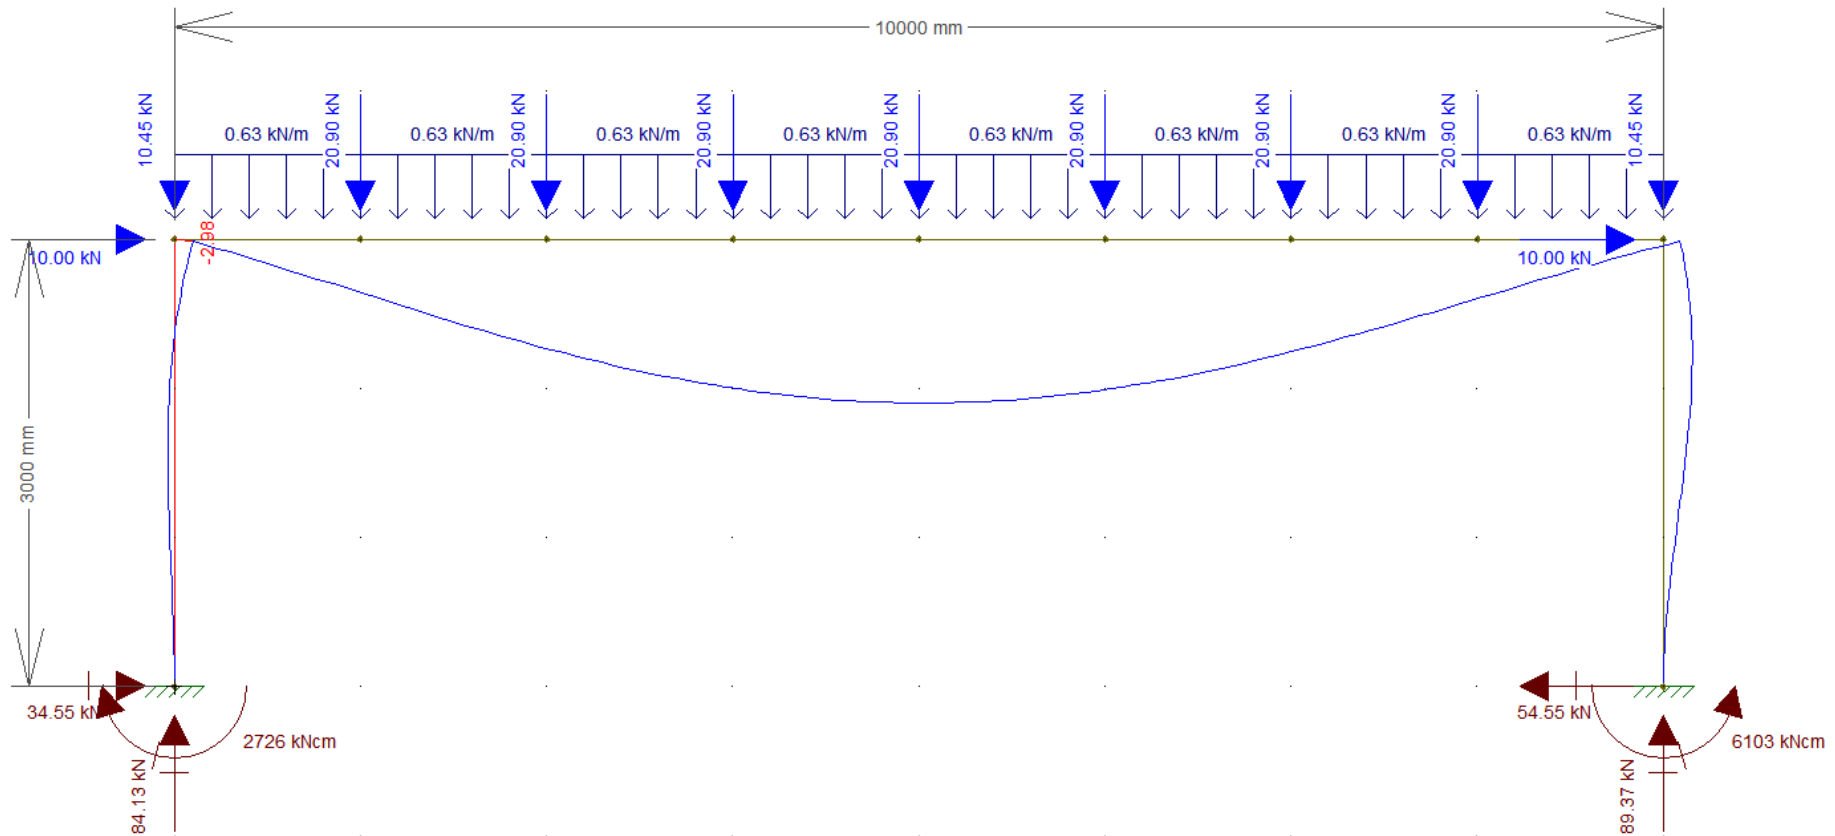 10000 mm
10.45 kN
0.63 kN/m
20.90 kN
0.63 kN/m
20.90 kN
0.63 kN/m
20.90 kN
0.63 kN/m
20.90 kN
0.63 kN/m
20.90 kN
0.63 kN/m
20.90 kN
0.63 kN/m
20.90 kN
0.63 kN/m
10.45 kN
10.00 kN
-2.98
10.00 kN
3000 mm
34.55 kN
2726 kNcm
84.13 kN
54.55 kN
6103 kNcm
89.37 kN